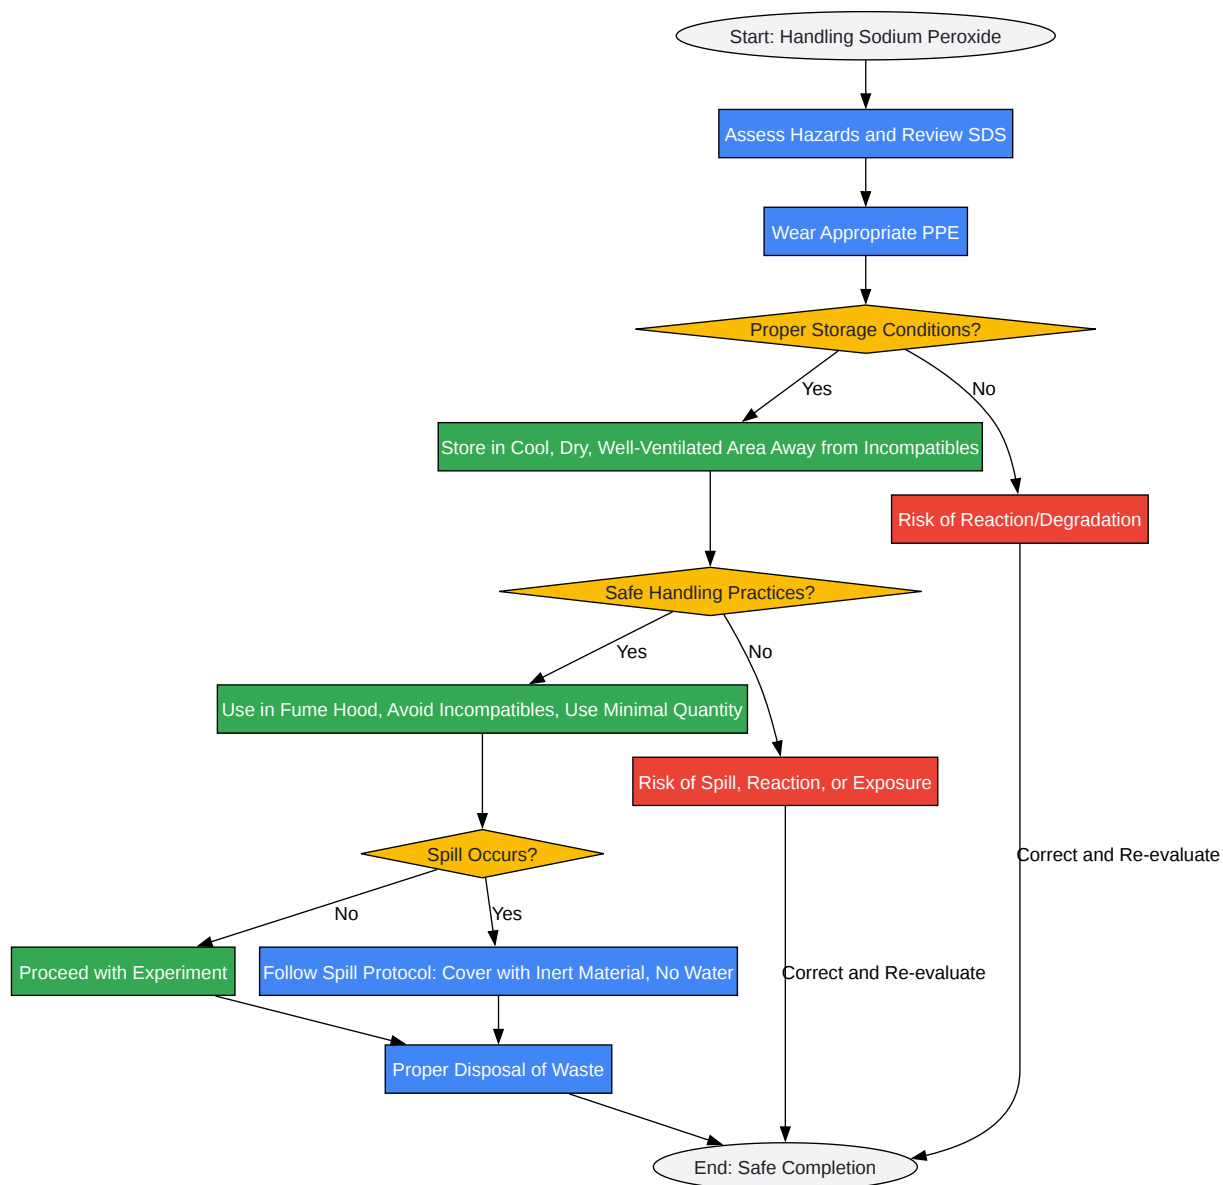 Start: Handling Sodium Peroxide
Assess Hazards and Review SDS
Wear Appropriate PPE
Proper Storage Conditions?
Yes
No
Store in Cool, Dry, Well-Ventilated Area Away from Incompatibles
Risk of Reaction/Degradation
Safe Handling Practices?
Yes
No
Use in Fume Hood, Avoid Incompatibles, Use Minimal Quantity
Risk of Spill, Reaction, or Exposure
Spill Occurs?
Correct and Re-evaluate
No
Yes
Proceed with Experiment
Follow Spill Protocol: Cover with Inert Material, No Water
Correct and Re-evaluate
Proper Disposal of Waste
End: Safe Completion